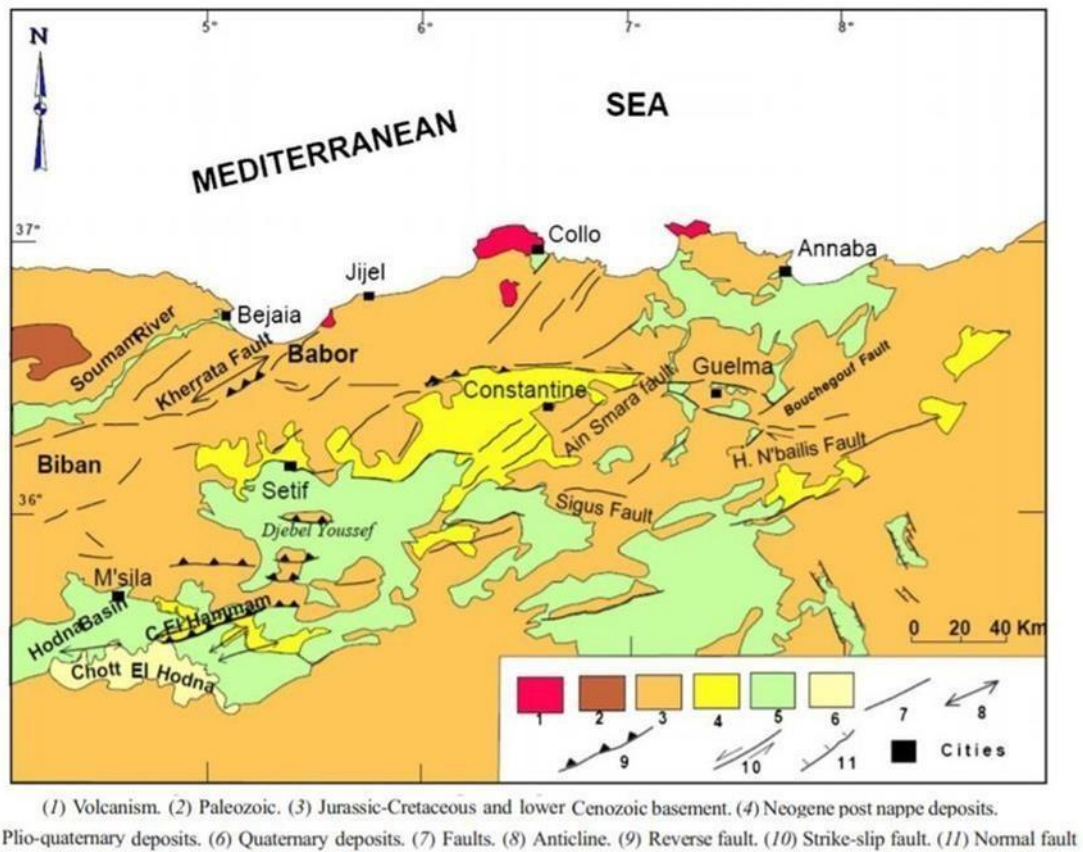 5°
6°
7°
8°
N
SEA
MEDITERRANEAN
37°
Collo
Annaba
Jijel
Bejaia
Soumam River
Kherrata Fault
Babor
Guelma
Constantine
Ain Smara fault
Bouchegouf Fault
Biban
H. N'bailis Fault
Setif
36°
Sigus Fault
Djebel Youssef
M'sila
Hodna Basin
C.El Hammam
0 20 40 Km
Chott El Hodna
1 2 3 4 5 6 7 8
9 10 11 Cities
(1) Volcanism. (2) Paleozoic. (3) Jurassic-Cretaceous and lower Cenozoic basement. (4) Neogene post nappe deposits.
Plio-quaternary deposits. (6) Quaternary deposits. (7) Faults. (8) Anticline. (9) Reverse fault. (10) Strike-slip fault. (11) Normal fault